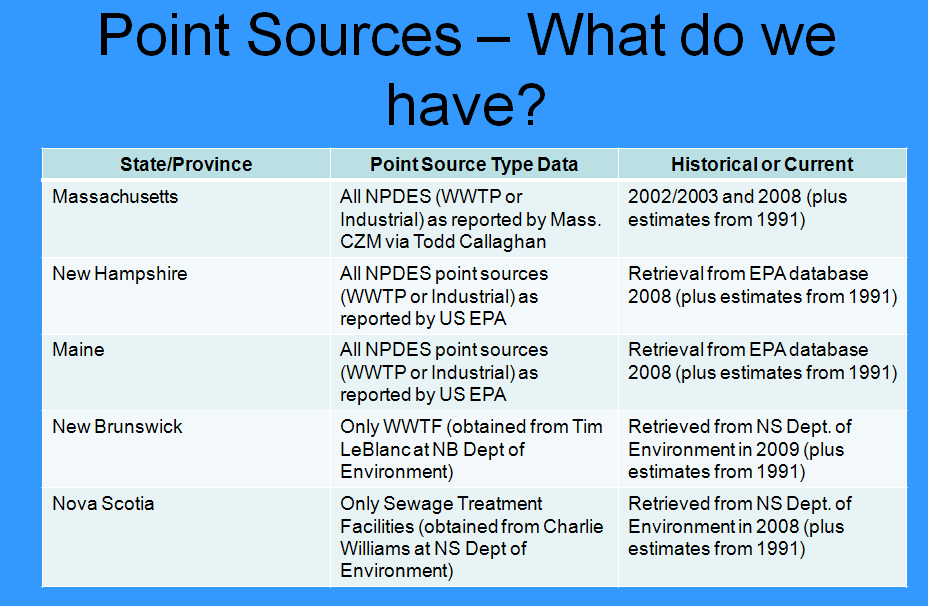 Point Sources – What do we
have?
State/Province
Point Source Type Data
Historical or Current
Massachusetts
All NPDES (WWTP or
Industrial) as reported by Mass.
CZM via Todd Callaghan
2002/2003 and 2008 (plus
estimates from 1991)
New Hampshire
All NPDES point sources
(WWTP or Industrial) as
reported by US EPA
Retrieval from EPA database
2008 (plus estimates from 1991)
Maine
All NPDES point sources
(WWTP or Industrial) as
reported by US EPA
Retrieval from EPA database
2008 (plus estimates from 1991)
New Brunswick
Only WWTF (obtained from Tim
LeBlanc at NB Dept of
Environment)
Retrieved from NS Dept. of
Environment in 2009 (plus
estimates from 1991)
Nova Scotia
Only Sewage Treatment
Facilities (obtained from Charlie
Williams at NS Dept of
Environment)
Retrieved from NS Dept. of
Environment in 2008 (plus
estimates from 1991)